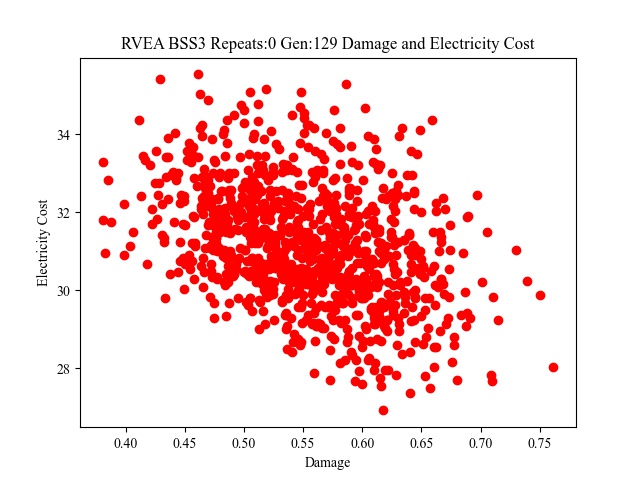 RVEA BSS3 Repeats:0 Gen:129 Damage and Electricity Cost
34
32
30
28
Electricity Cost
0.40 0.45 0.50 0.55 0.60 0.65 0.70 0.75
Damage